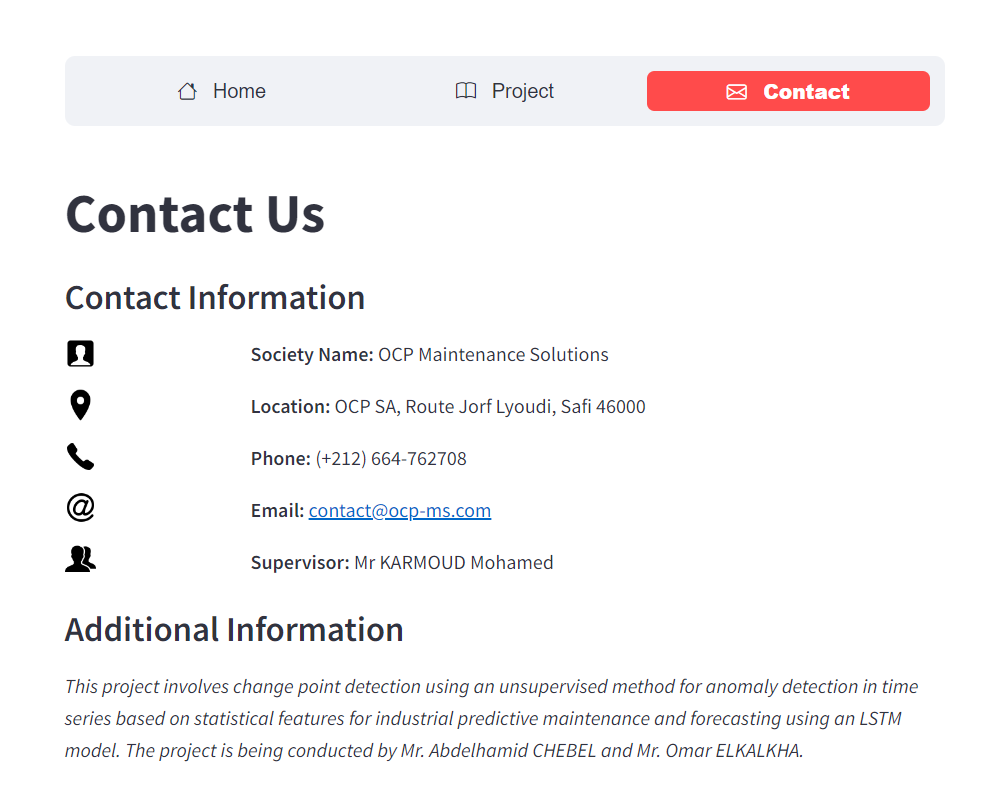 Home
Project
Contact
Contact Us
Contact Information
Society Name: OCP Maintenance Solutions
Location: OCP SA, Route Jorf Lyoudi, Safi 46000
Phone: (+212) 664-762708
Email: contact@ocp-ms.com
Supervisor: Mr KARMOUD Mohamed
Additional Information
This project involves change point detection using an unsupervised method for anomaly detection in time
series based on statistical features for industrial predictive maintenance and forecasting using an LSTM
model. The project is being conducted by Mr. Abdelhamid CHEBEL and Mr. Omar ELKALKHA.